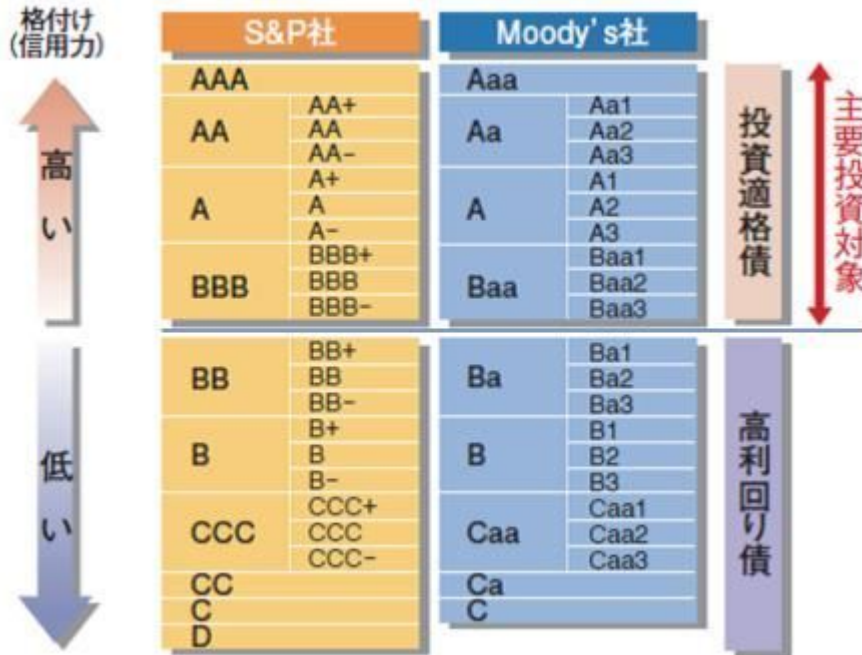 格付け
(信用力)
S&P社
Moody's社
高い
低い
AAA
AA
AA+
AA
AA-
A
A+
A
A-
BBB
BBB+
BBB
BBB-
BB
BB+
BB
BB-
B
B+
B
B-
CCC
CCC+
CCC
CCC-
CC
C
D
Aaa
Aa
Aa1
Aa2
Aa3
A
A1
A2
A3
Baa
Baa1
Baa2
Baa3
Ba
Ba1
Ba2
Ba3
B
B1
B2
B3
Caa
Caa1
Caa2
Caa3
Ca
C
投資適格債
主要投資対象
高利回り債